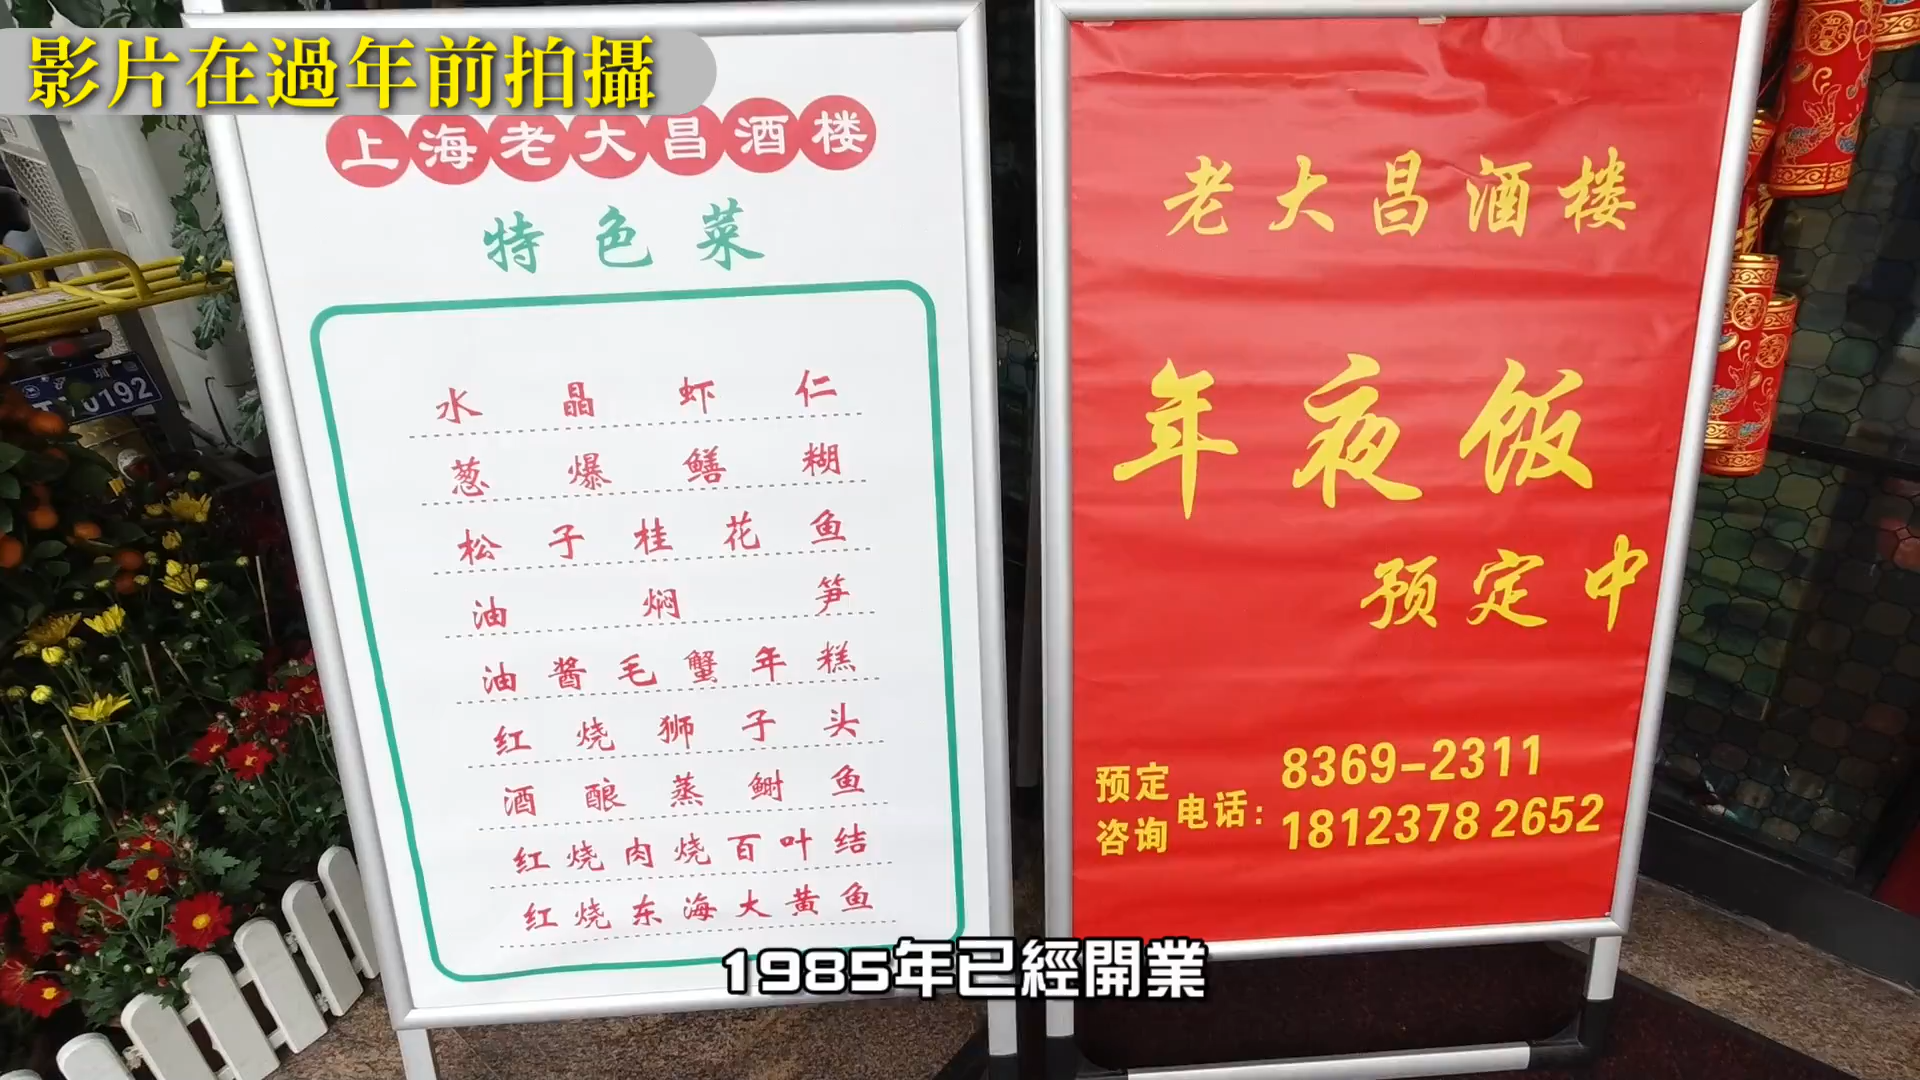 影片在過年前拍攝
上海老大昌酒楼
特色菜
水晶虾仁
葱爆鳝糊
松子桂花鱼
油焖笋
油酱毛蟹年糕
红烧狮子头
酒酿蒸鲥鱼
红烧肉烧百叶结
红烧东海大黄鱼
老大昌酒楼
年夜饭
预定中
预定咨询电话：
8369-2311
18123782652
1985年已經開業